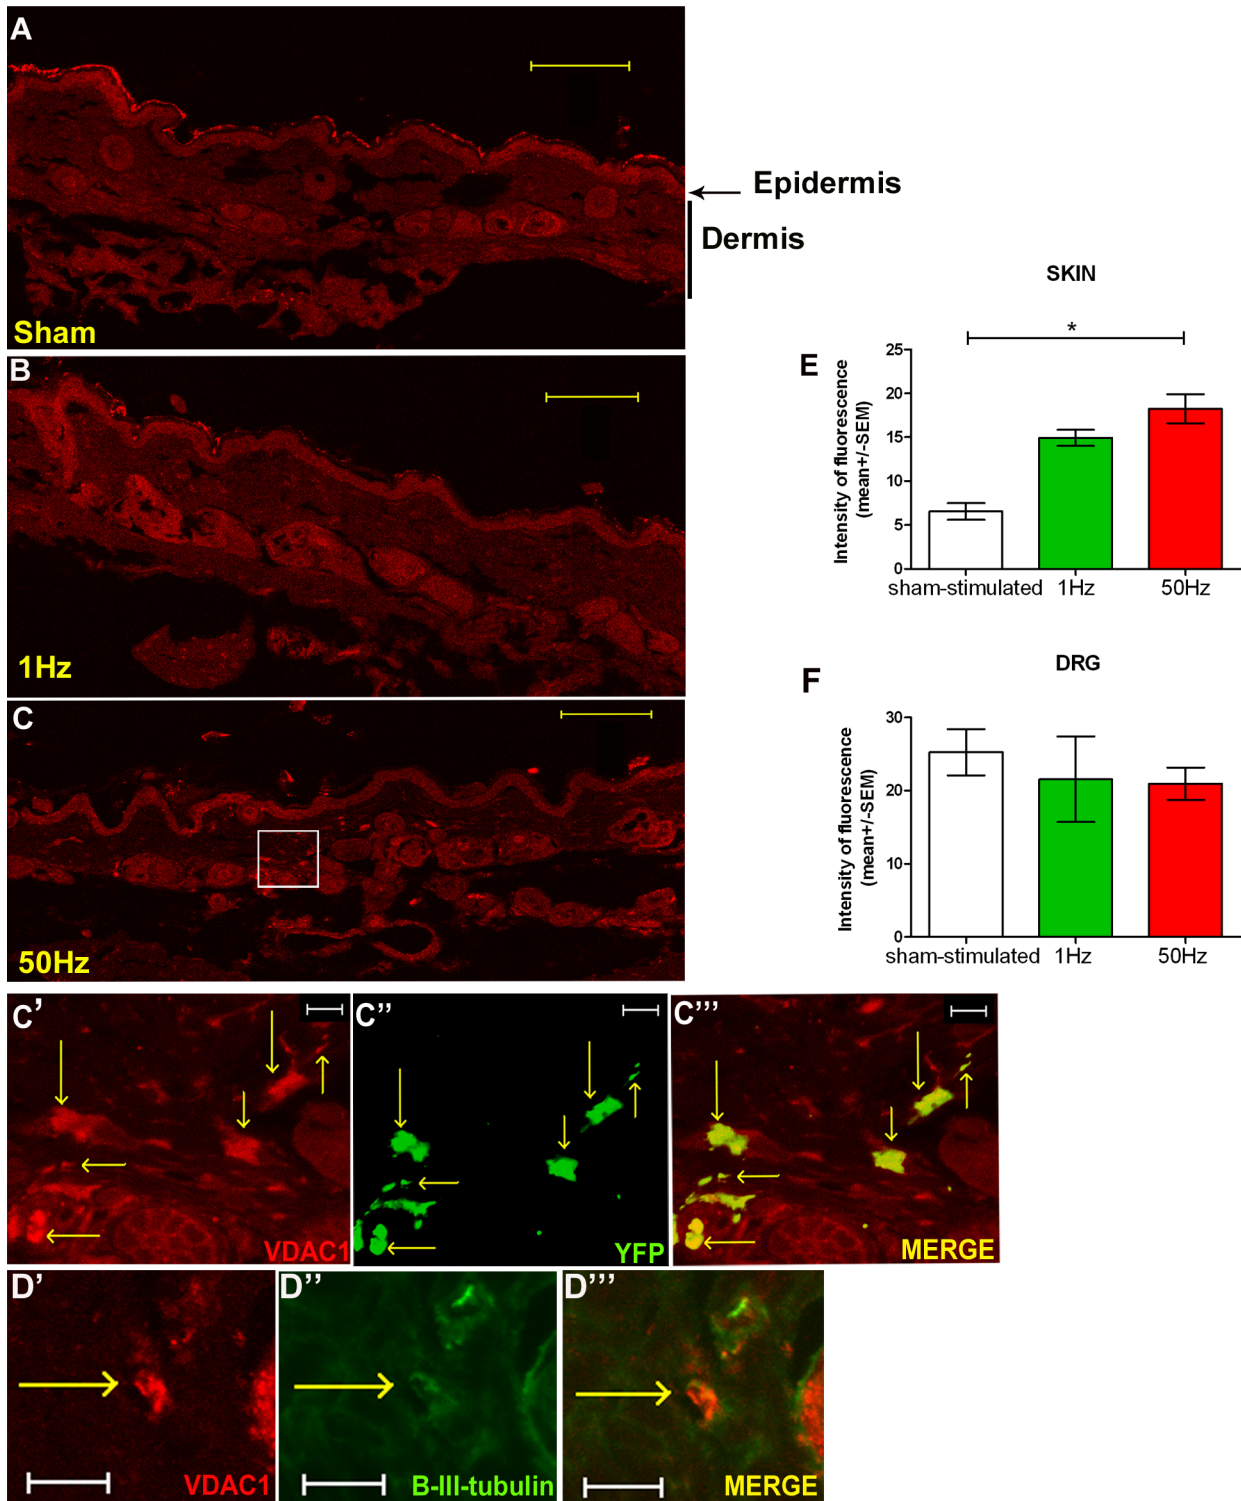 A
Epidermis
Dermis
Sham
B
1Hz
C
50Hz
SKIN
E
*
Intensity of fluorescence
(mean+/-SEM)
25
20
15
10
5
0
sham-stimulated 1Hz 50Hz
DRG
F
Intensity of fluorescence
(mean+/-SEM)
30
20
10
0
sham-stimulated 1Hz 50Hz
C’
VDAC1
C’’
YFP
C’’’
MERGE
D’
VDAC1
D’’
B-III-tubulin
D’’’
MERGE